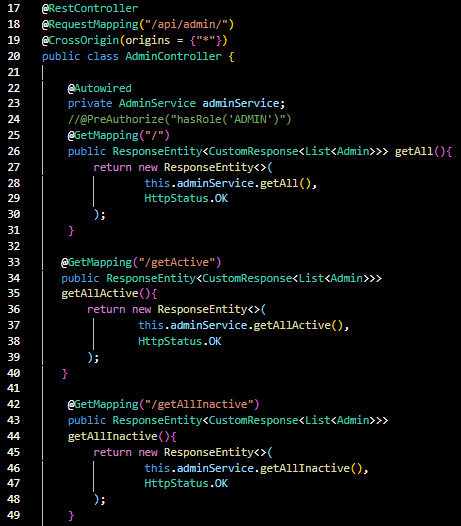 17 @RestController
18 @RequestMapping("/api/admin/")
19 @CrossOrigin(origins = {"*"})
20 public class AdminController {
21
22 @Autowired
23 private AdminService adminService;
24 //@PreAuthorize("hasRole('ADMIN')")
25 @GetMapping("/")
26 public ResponseEntity<CustomResponse<List<Admin>>> getAll(){
27 return new ResponseEntity<>(
28 this.adminService.getAll(),
29 HttpStatus.OK
30 );
31 }
32
33 @GetMapping("/getActive")
34 public ResponseEntity<CustomResponse<List<Admin>>>
35 getAllActive(){
36 return new ResponseEntity<>(
37 this.adminService.getAllActive(),
38 HttpStatus.OK
39 );
40 }
41
42 @GetMapping("/getAllInactive")
43 public ResponseEntity<CustomResponse<List<Admin>>>
44 getAllInactive(){
45 return new ResponseEntity<>(
46 this.adminService.getAllInactive(),
47 HttpStatus.OK
48 );
49 }